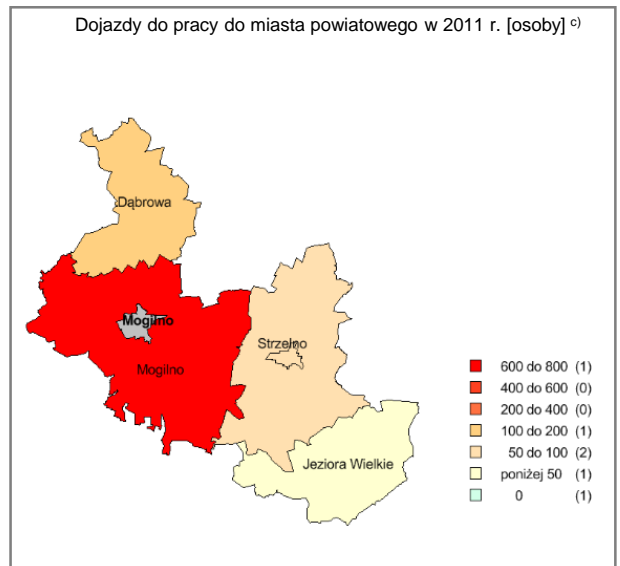 Dojazdy do pracy do miasta powiatowego w 2011 r. [osoby] c)
Dąbrowa
Mogilno
Strzelno
Mogilno
Jeziora Wielkie
600 do 800 (1)
400 do 600 (0)
200 do 400 (0)
100 do 200 (1)
50 do 100 (2)
poniżej 50 (1)
0 (1)